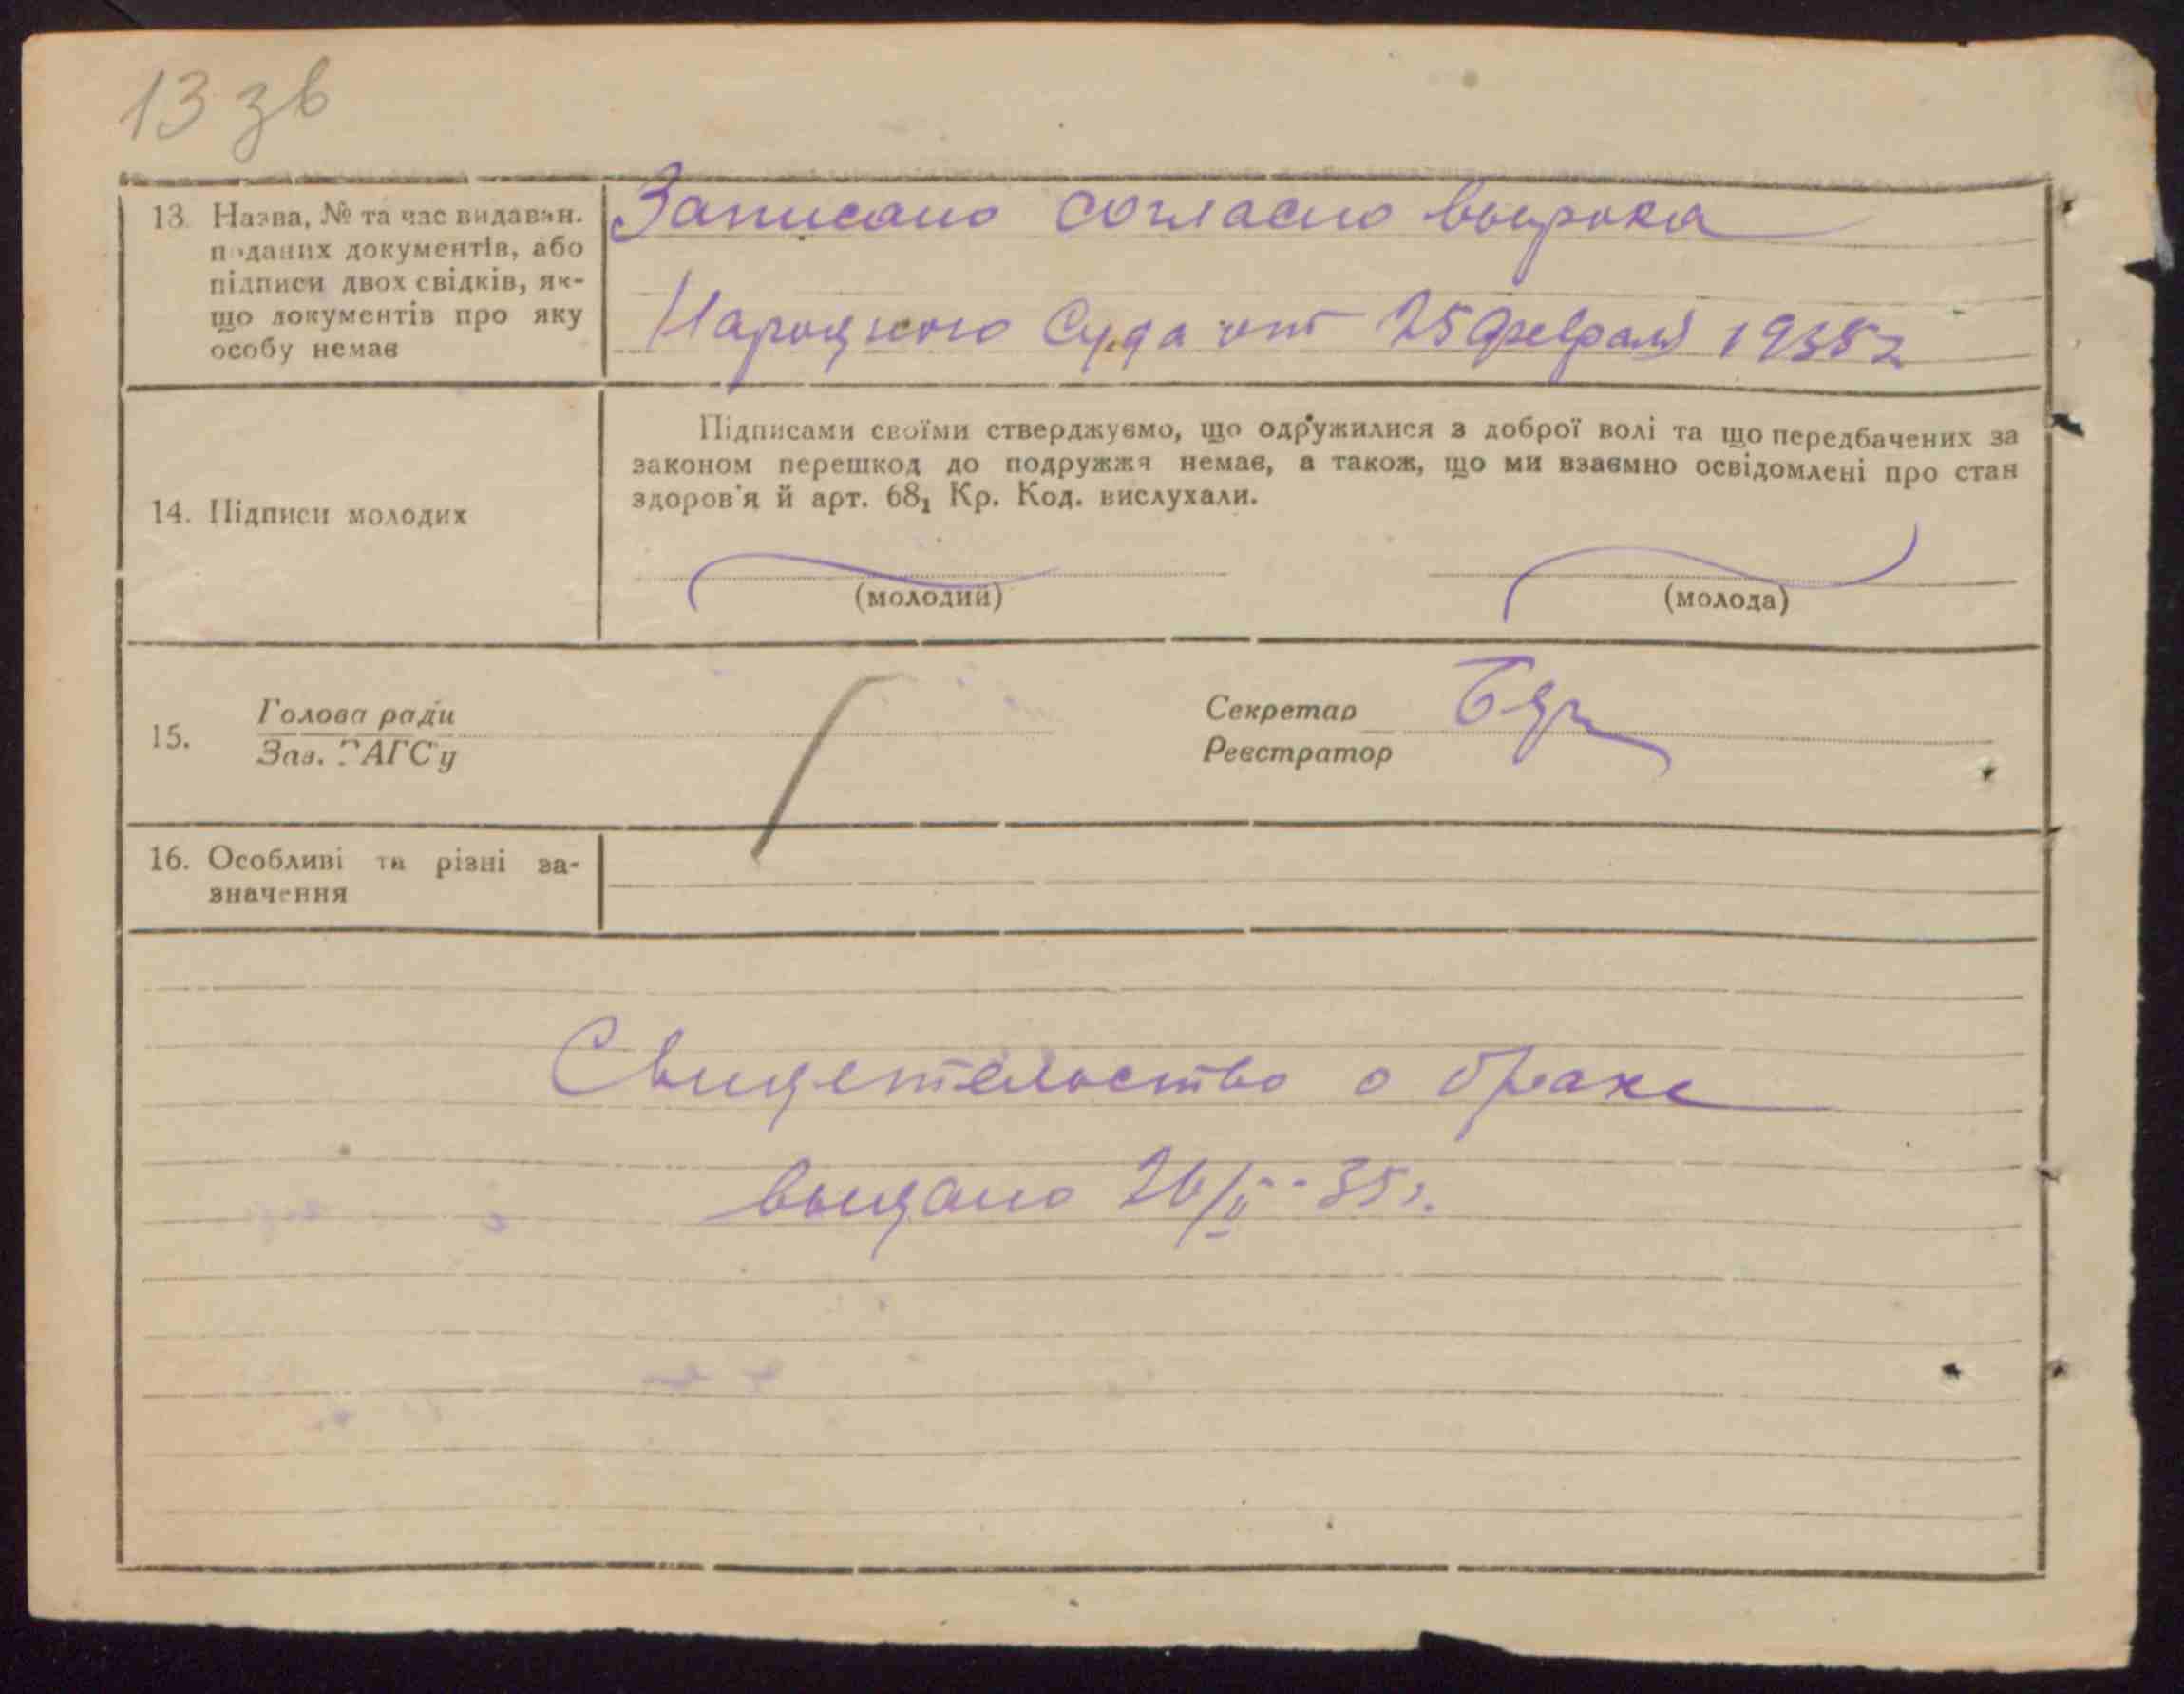 13 зв
13. Назва, № та час видаван.
поданих документів, або
підписи двох свідків, як-
що документів про яку
особу немає
Записано согласно выпрока
Народного Суда от 25 февраля 1935 г
14. Підписи молодих
Підписами своїми стверджуємо, що одружилися з доброї волі та що передбачених за
законом перешкод до подружжя немає, а також, що ми взаємно освідомлені про стан
здоров'я й арт. 68₁ Кр. Код. вислухали.
(молодий) (молода)
15. Голова ради
Зав. ЗАГСу
Секретар
Реєстратор
16. Особливі та різні за-
значення
Свидетельство о браке
выдано 26/II - 35 г.